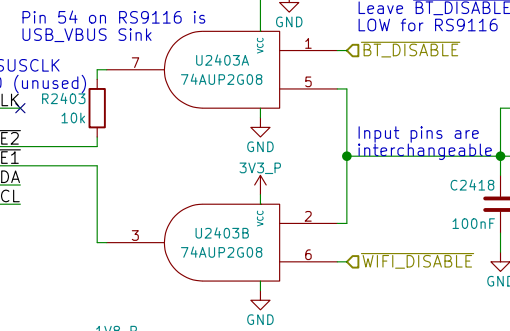 Pin 54 on RS9116 is
USB_VBUS Sink
GND
Leave BT_DISABLE
LOW for RS9116
SUSCLK
(unused)
VCC
7
U2403A
74AUP2G08
1
BT_DISABLE
5
LK
R2403
10k
GND
E2
E1
DA
CL
Input pins are
interchangeable
3V3_P
VCC
C2418
100nF
2
3
U2403B
74AUP2G08
6
WIFI_DISABLE
GND
GND
1V8_P